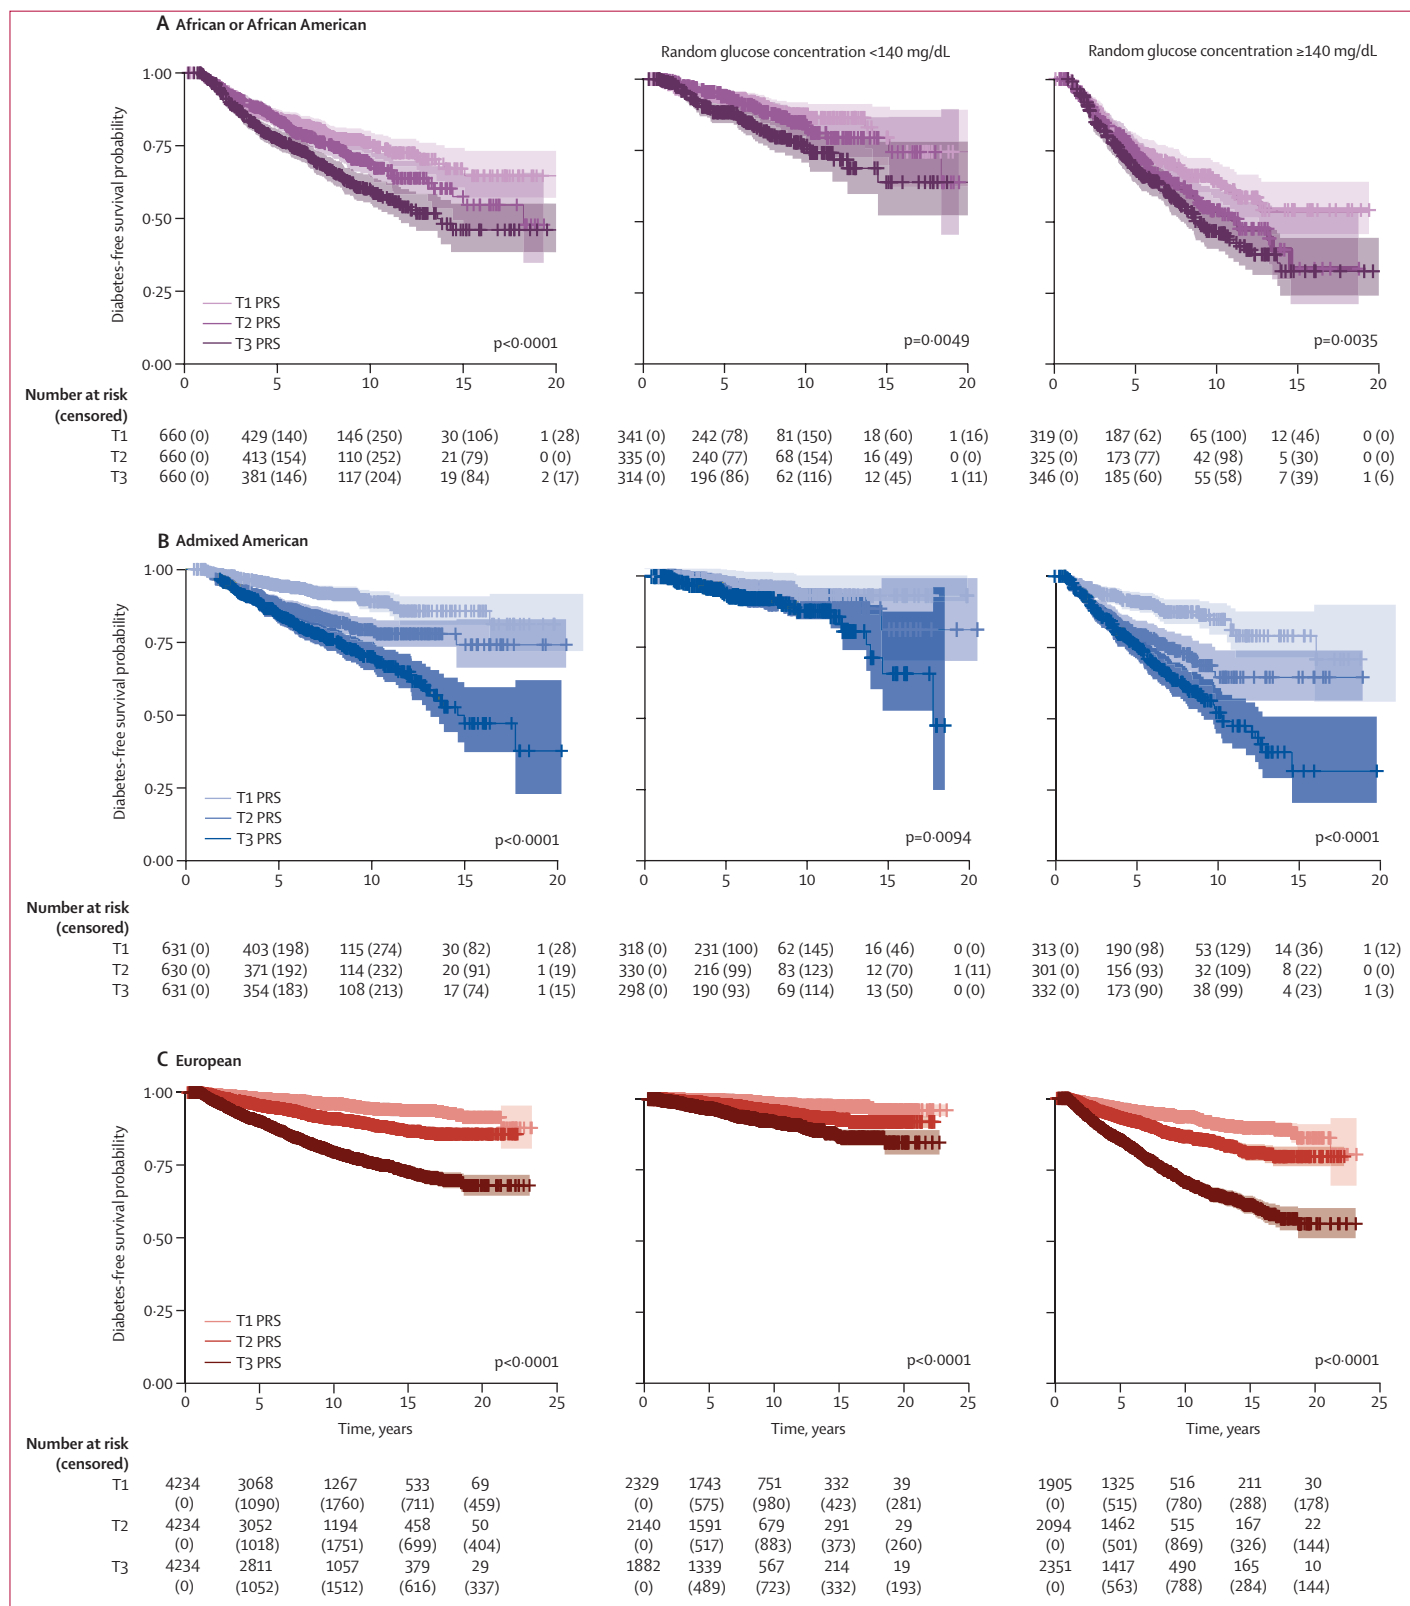 A African or African American
Random glucose concentration <140 mg/dL
Random glucose concentration ≥140 mg/dL
Diabetes-free survival probability
1·00
0·75
0·50
0·25
0·00
T1 PRS
T2 PRS
T3 PRS
p<0·0001
p=0·0049
p=0·0035
0 5 10 15 20
0 5 10 15 20
0 5 10 15 20
Number at risk
(censored)
T1 660 (0) 429 (140) 146 (250) 30 (106) 1 (28) 341 (0) 242 (78) 81 (150) 18 (60) 1 (16) 319 (0) 187 (62) 65 (100) 12 (46) 0 (0)
T2 660 (0) 413 (154) 110 (252) 21 (79) 0 (0) 335 (0) 240 (77) 68 (154) 16 (49) 0 (0) 325 (0) 173 (77) 42 (98) 5 (30) 0 (0)
T3 660 (0) 381 (146) 117 (204) 19 (84) 2 (17) 314 (0) 196 (86) 62 (116) 12 (45) 1 (11) 346 (0) 185 (60) 55 (58) 7 (39) 1 (6)
B Admixed American
Diabetes-free survival probability
1·00
0·75
0·50
0·25
0·00
T1 PRS
T2 PRS
T3 PRS
p<0·0001
p=0·0094
p<0·0001
0 5 10 15 20
0 5 10 15 20
0 5 10 15 20
Number at risk
(censored)
T1 631 (0) 403 (198) 115 (274) 30 (82) 1 (28) 318 (0) 231 (100) 62 (145) 16 (46) 0 (0) 313 (0) 190 (98) 53 (129) 14 (36) 1 (12)
T2 630 (0) 371 (192) 114 (232) 20 (91) 1 (19) 330 (0) 216 (99) 83 (123) 12 (70) 1 (11) 301 (0) 156 (93) 32 (109) 8 (22) 0 (0)
T3 631 (0) 354 (183) 108 (213) 17 (74) 1 (15) 298 (0) 190 (93) 69 (114) 13 (50) 0 (0) 332 (0) 173 (90) 38 (99) 4 (23) 1 (3)
C European
Diabetes-free survival probability
1·00
0·75
0·50
0·25
0·00
T1 PRS
T2 PRS
T3 PRS
p<0·0001
p<0·0001
p<0·0001
0 5 10 15 20 25
0 5 10 15 20 25
0 5 10 15 20 25
Time, years
Time, years
Time, years
Number at risk
(censored)
T1 4234 3068 1267 533 69 2329 1743 751 332 39 1905 1325 516 211 30
(0) (1090) (1760) (711) (459) (0) (575) (980) (423) (281) (0) (515) (780) (288) (178)
T2 4234 3052 1194 458 50 2140 1591 679 291 29 2094 1462 515 167 22
(0) (1018) (1751) (699) (404) (0) (517) (883) (373) (260) (0) (501) (869) (326) (144)
T3 4234 2811 1057 379 29 1882 1339 567 214 19 2351 1417 490 165 10
(0) (1052) (1512) (616) (337) (0) (489) (723) (332) (193) (0) (563) (788) (284) (144)